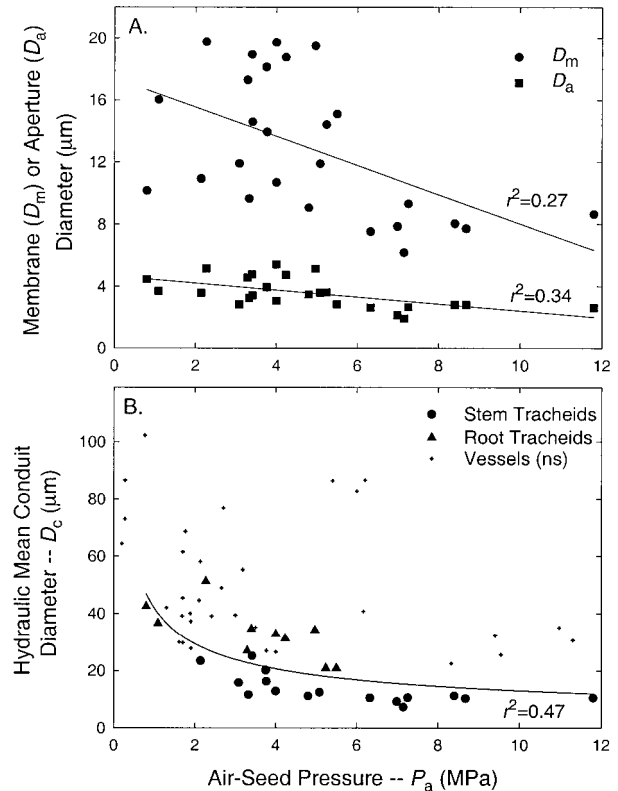 A.
Membrane (Dm) or Aperture (Da)
Diameter (μm)
20
16
12
8
4
0
Dm
Da
r²=0.27
r²=0.34
0 2 4 6 8 10 12
B.
Hydraulic Mean Conduit
Diameter -- Dc (μm)
100
80
60
40
20
0
Stem Tracheids
Root Tracheids
Vessels (ns)
r²=0.47
0 2 4 6 8 10 12
Air-Seed Pressure -- Pa (MPa)